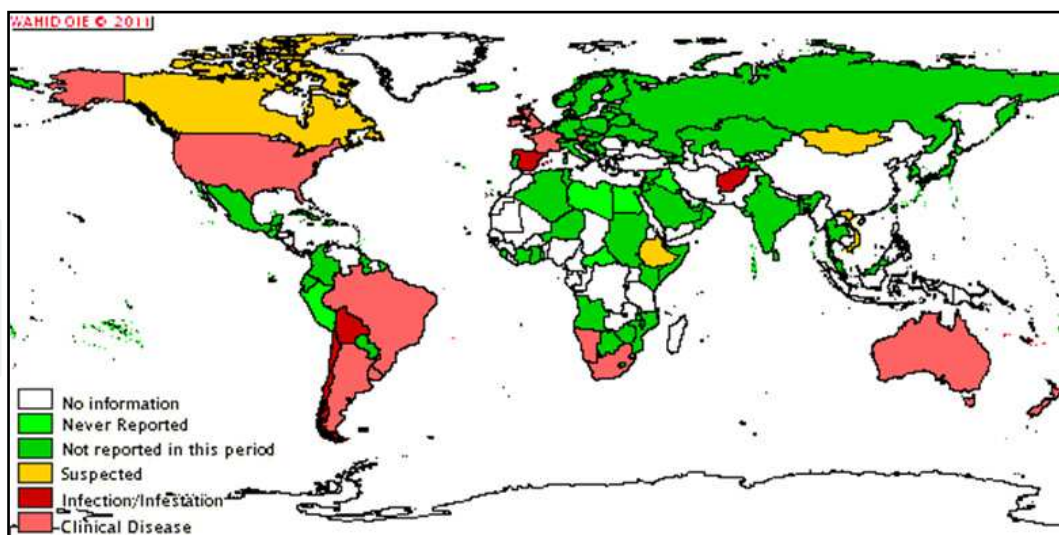 WAHID OIE © 2011
No information
Never Reported
Not reported in this period
Suspected
Infection/Infestation
Clinical Disease